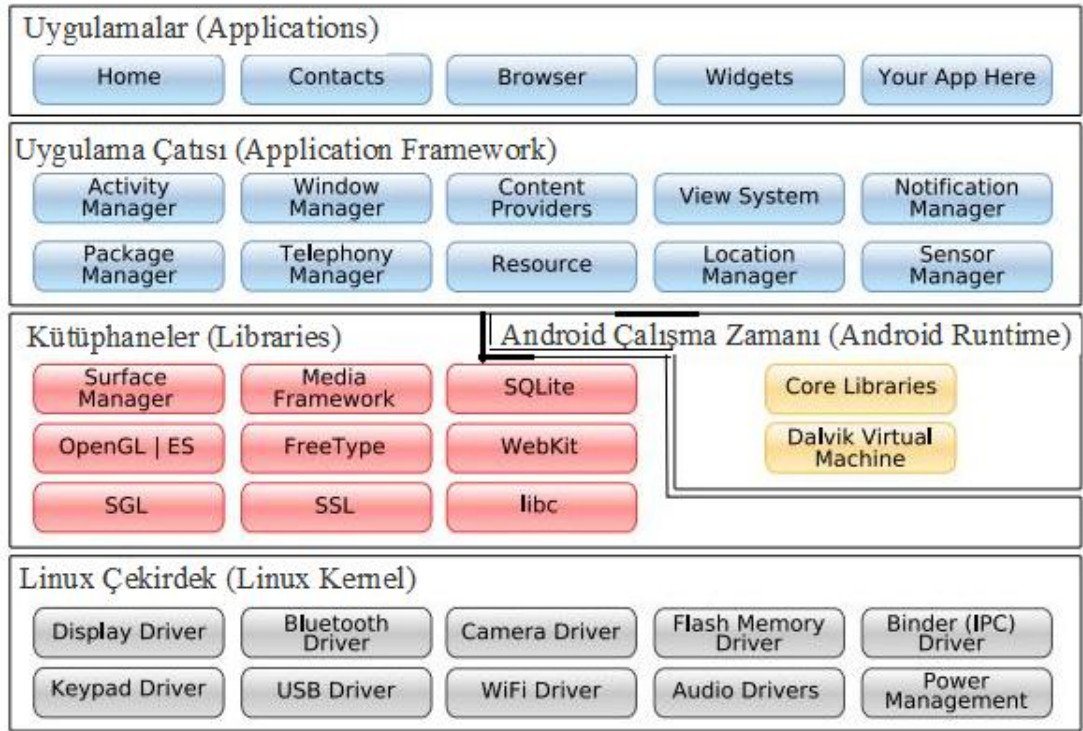 Uygulamalar (Applications)
Home
Contacts
Browser
Widgets
Your App Here
Uygulama Çatısı (Application Framework)
Activity
Manager
Window
Manager
Content
Providers
View System
Notification
Manager
Package
Manager
Telephony
Manager
Resource
Location
Manager
Sensor
Manager
Kütüphaneler (Libraries)
Surface
Manager
Media
Framework
SQLite
OpenGL | ES
FreeType
WebKit
SGL
SSL
libc
Android Çalışma Zamanı (Android Runtime)
Core Libraries
Dalvik Virtual
Machine
Linux Çekirdek (Linux Kernel)
Display Driver
Bluetooth
Driver
Camera Driver
Flash Memory
Driver
Binder (IPC)
Driver
Keypad Driver
USB Driver
WiFi Driver
Audio Drivers
Power
Management